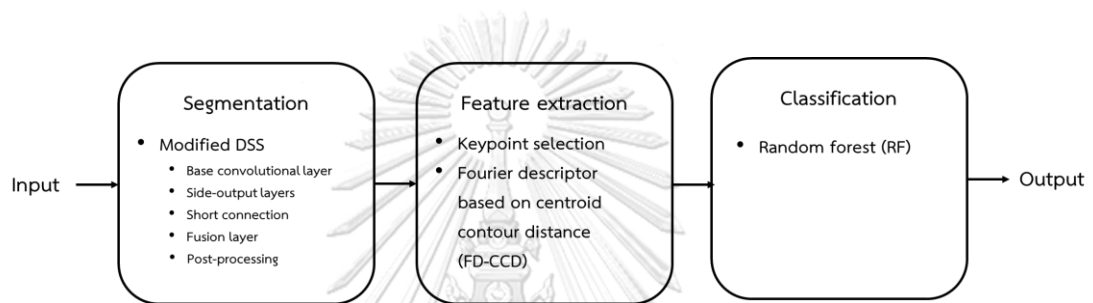 Input
Segmentation
• Modified DSS
• Base convolutional layer
• Side-output layers
• Short connection
• Fusion layer
• Post-processing
Feature extraction
• Keypoint selection
• Fourier descriptor
based on centroid
contour distance
(FD-CCD)
Classification
• Random forest (RF)
Output